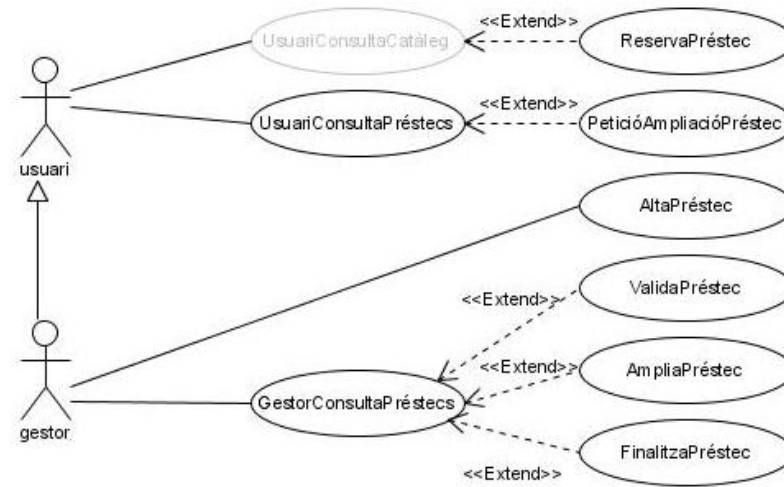 UsuariConsultaCatàleg
<<Extend>>
ReservaPréstec
UsuariConsultaPréstecs
<<Extend>>
PeticióAmpliacióPréstec
usuari
AltaPréstec
<<Extend>>
ValidaPréstec
<<Extend>>
AmpliaPréstec
GestorConsultaPréstecs
gestor
FinalitzaPréstec
<<Extend>>